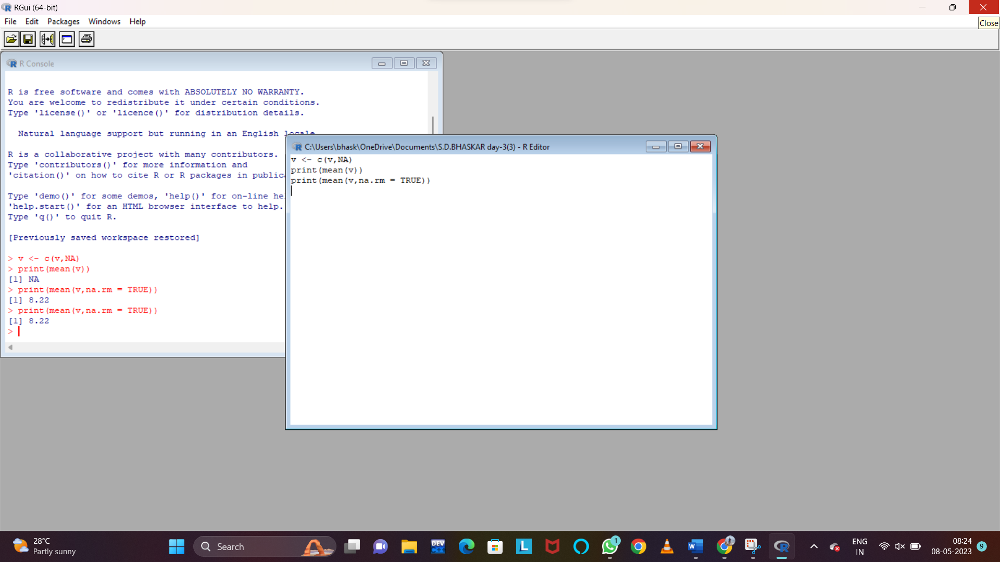 RGui (64-bit)
File Edit Packages Windows Help
Close
R Console
R is free software and comes with ABSOLUTELY NO WARRANTY.
You are welcome to redistribute it under certain conditions.
Type 'license()' or 'licence()' for distribution details.
Natural language support but running in an English locale
R is a collaborative project with many contributors.
Type 'contributors()' for more information and
'citation()' on how to cite R or R packages in public
Type 'demo()' for some demos, 'help()' for on-line he
'help.start()' for an HTML browser interface to help.
Type 'q()' to quit R.
[Previously saved workspace restored]
> v <- c(v,NA)
> print(mean(v))
[1] NA
> print(mean(v,na.rm = TRUE))
[1] 8.22
> print(mean(v,na.rm = TRUE))
[1] 8.22
>
C:\Users\bhask\OneDrive\Documents\S.D.BHASKAR day-3(3) - R Editor
v <- c(v,NA)
print(mean(v))
print(mean(v,na.rm = TRUE))
28°C
Partly sunny
Search
DEV
C++
L
1
W
ENG
IN
08:24
08-05-2023
9